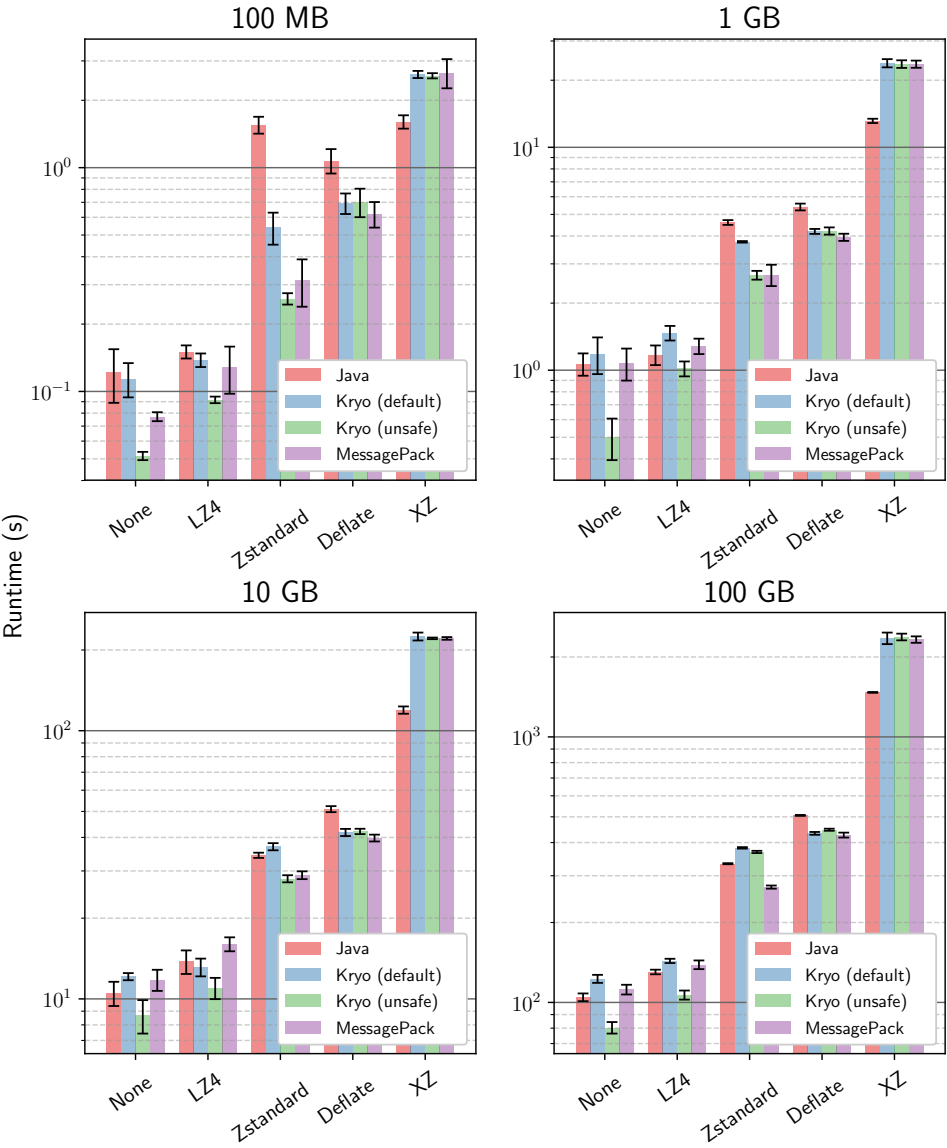 100 MB
10⁰
10⁻¹
Java
Kryo (default)
Kryo (unsafe)
MessagePack
None
LZ4
Zstandard
Deflate
XZ
1 GB
10¹
10⁰
Java
Kryo (default)
Kryo (unsafe)
MessagePack
None
LZ4
Zstandard
Deflate
XZ
Runtime (s)
10 GB
10²
10¹
Java
Kryo (default)
Kryo (unsafe)
MessagePack
None
LZ4
Zstandard
Deflate
XZ
100 GB
10³
10²
Java
Kryo (default)
Kryo (unsafe)
MessagePack
None
LZ4
Zstandard
Deflate
XZ